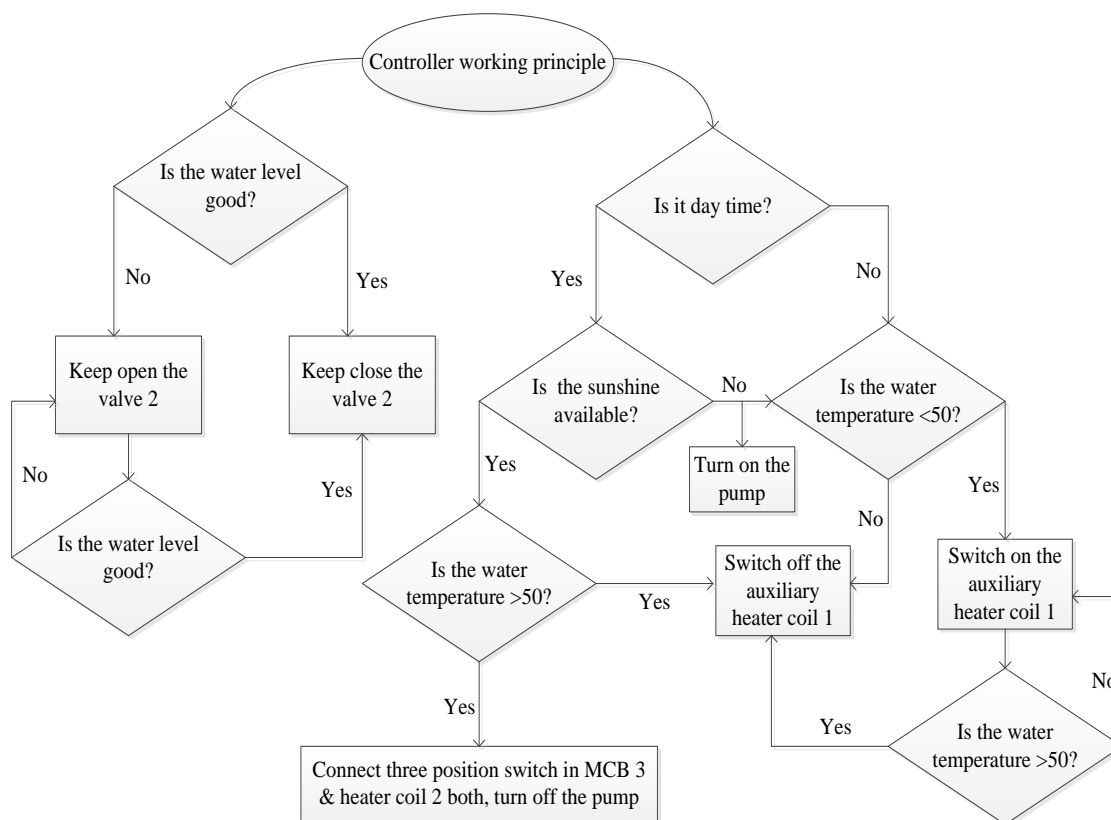 Controller working principle
Is the water level
good?
Is it day time?
No
Yes
Yes
No
Keep open the
valve 2
Keep close the
valve 2
Is the sunshine
available?
No
Is the water
temperature <50?
Turn on the
pump
No
Yes
Yes
No
Yes
Is the water level
good?
Is the water
temperature >50?
Yes
Switch off the
auxiliary
heater coil 1
Switch on the
auxiliary
heater coil 1
Yes
Yes
No
Is the water
temperature >50?
Connect three position switch in MCB 3
& heater coil 2 both, turn off the pump